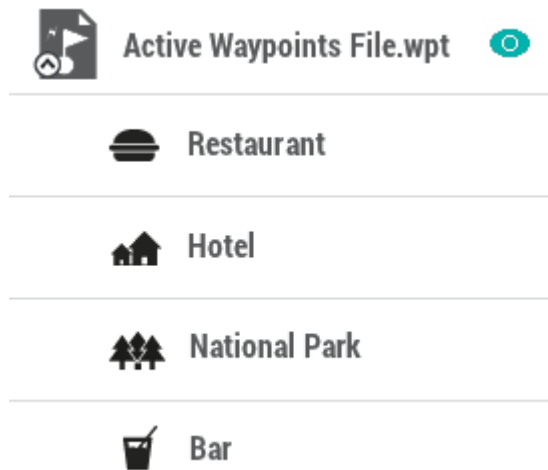 Active Waypoints File.wpt
Restaurant
Hotel
National Park
Bar